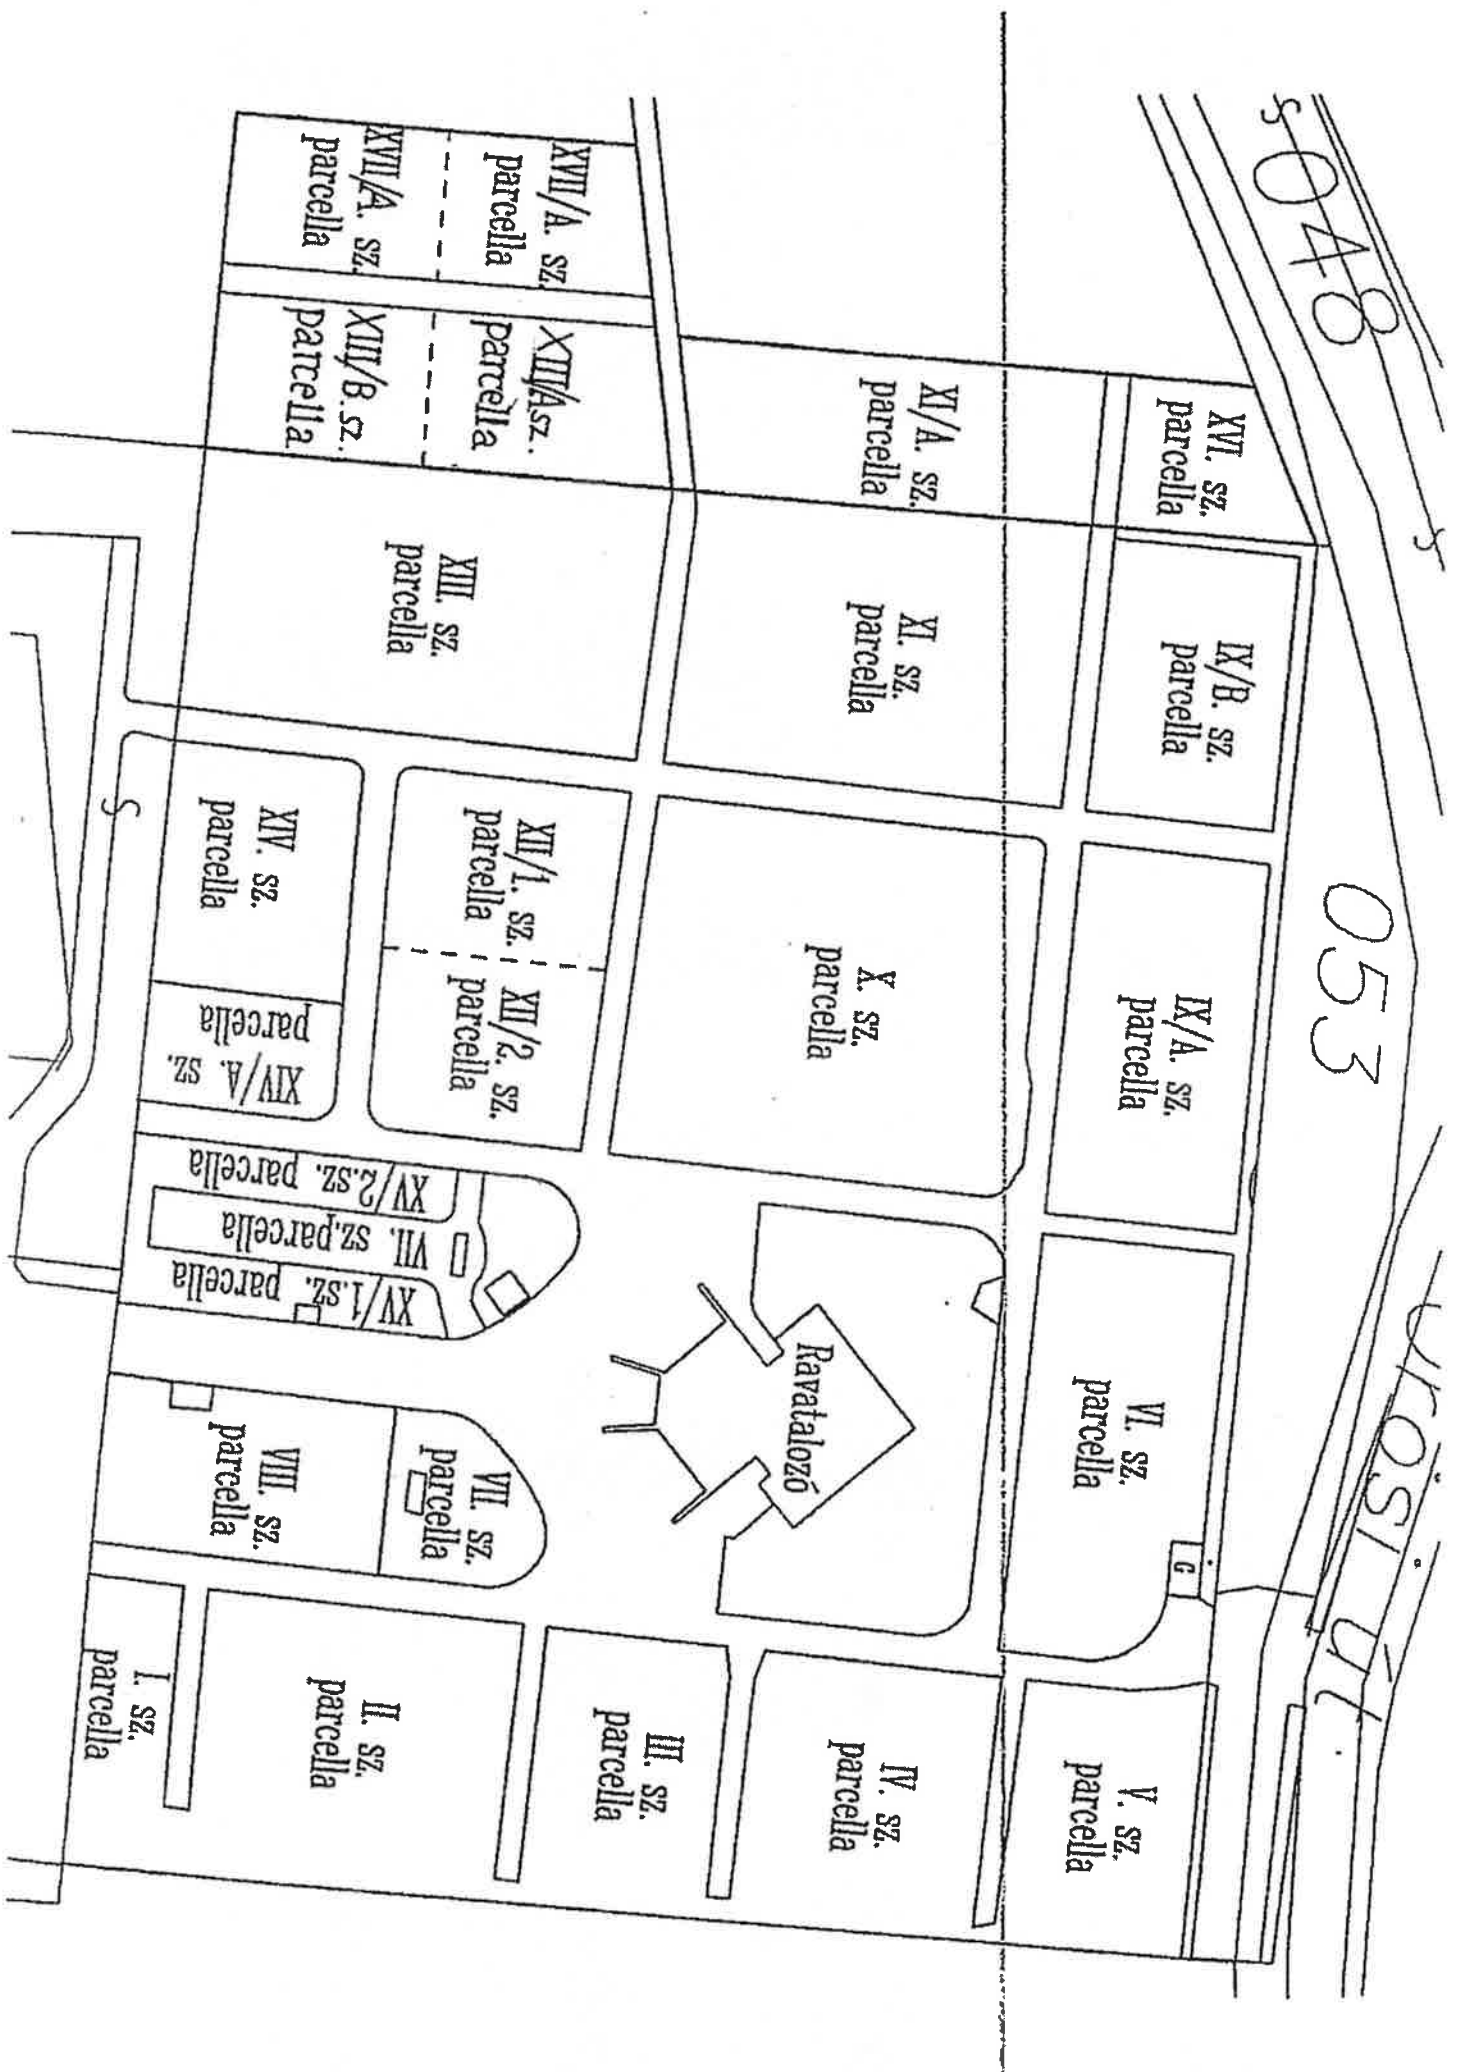 s
048
s
053
Urosi út
XVI. sz.
parcella
IX/B. sz.
parcella
IX/A. sz.
parcella
VI. sz.
parcella
G
V. sz.
parcella
XI/A. sz.
parcella
XI. sz.
parcella
X. sz.
parcella
Ravatalozó
IV. sz.
parcella
III. sz.
parcella
XVII/A. sz.
parcella
XIII/A sz.
parcella
XVII/A. sz.
parcella
XIII/B. sz.
parcella
XIII. sz.
parcella
XII/1. sz.
parcella
XII/2. sz.
parcella
VII. sz.
parcella
II. sz.
parcella
XIV. sz.
parcella
XIV/A. sz.
parcella
XV/2.sz. parcella
VII. sz.parcella
XV/1.sz. parcella
VIII. sz.
parcella
I. sz.
parcella
s